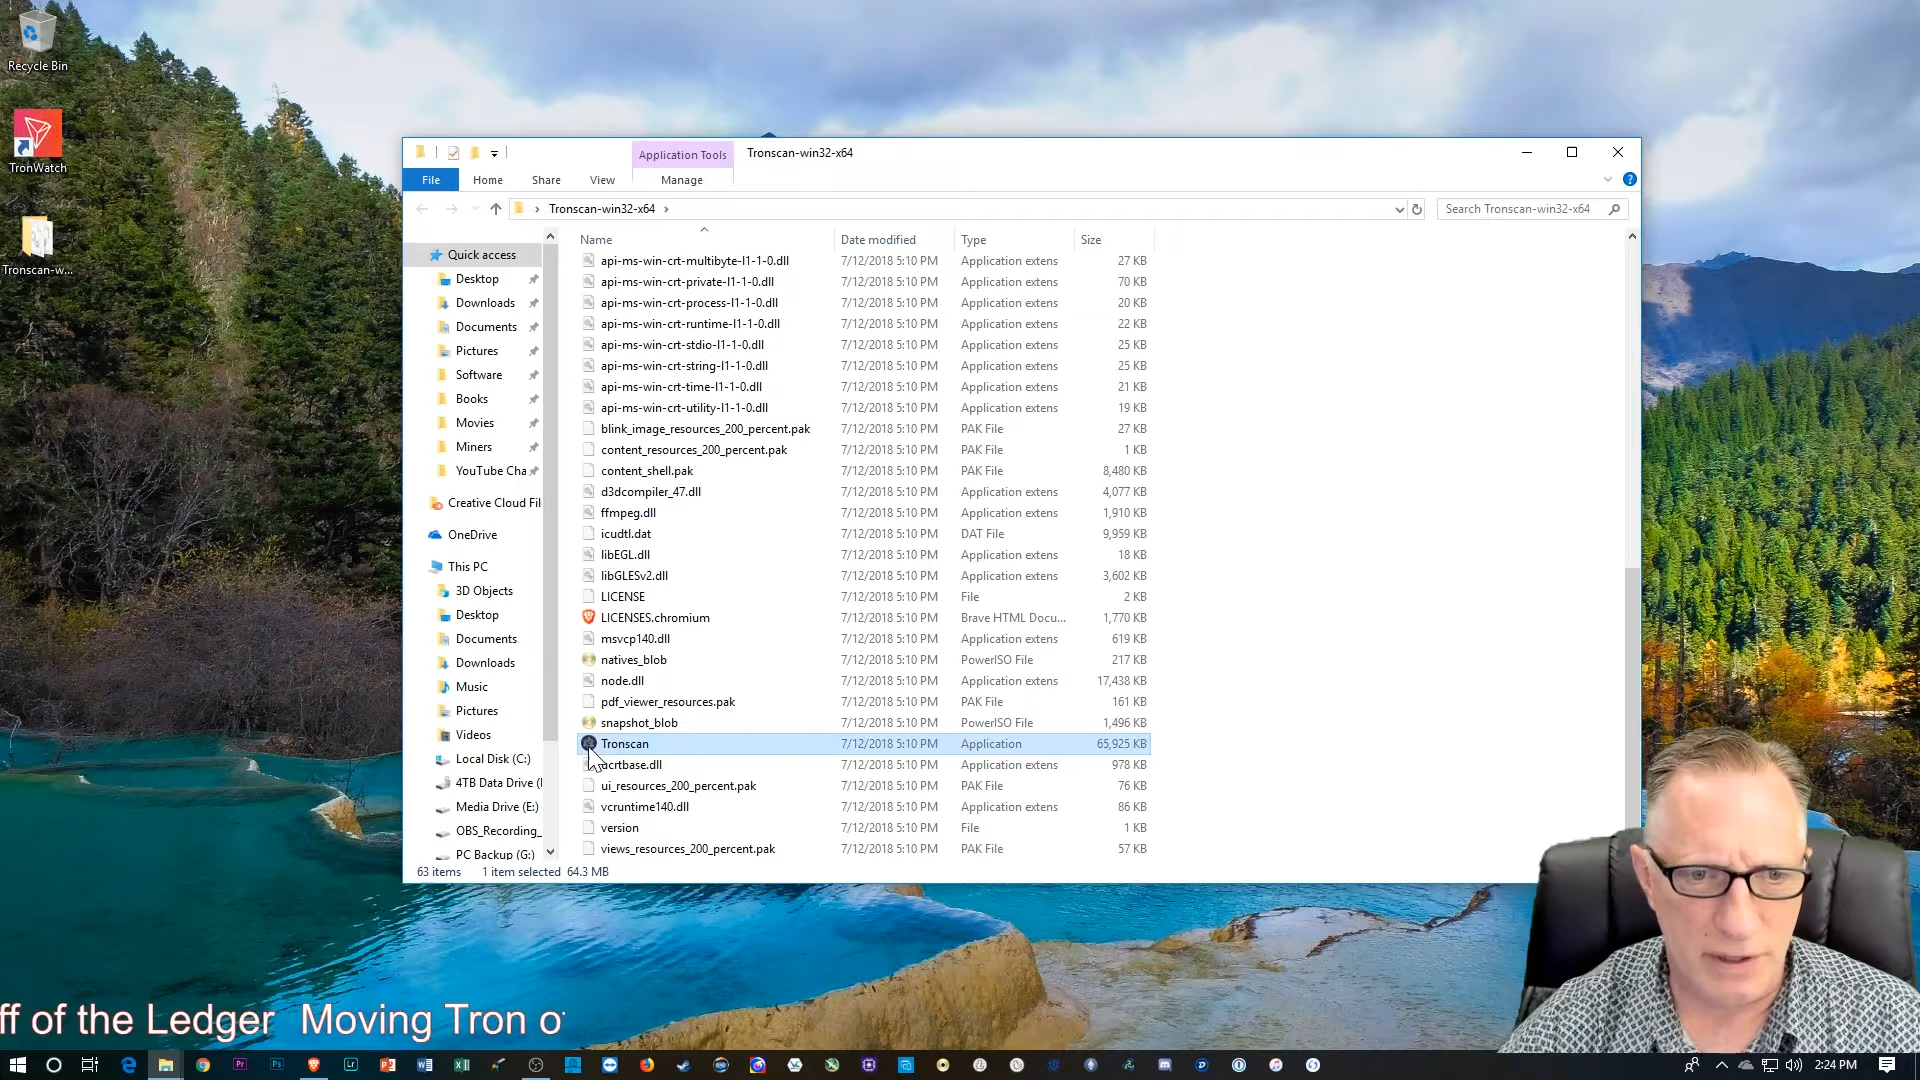 Recycle Bin
TronWatch
Tronscan-w...
Application Tools
Tronscan-win32-x64
File
Home
Share
View
Manage
Tronscan-win32-x64
Search Tronscan-win32-x64
Name
Date modified
Type
Size
api-ms-win-crt-multibyte-l1-1-0.dll 7/12/2018 5:10 PM Application extens 27 KB
api-ms-win-crt-private-l1-1-0.dll 7/12/2018 5:10 PM Application extens 70 KB
api-ms-win-crt-process-l1-1-0.dll 7/12/2018 5:10 PM Application extens 20 KB
api-ms-win-crt-runtime-l1-1-0.dll 7/12/2018 5:10 PM Application extens 22 KB
api-ms-win-crt-stdio-l1-1-0.dll 7/12/2018 5:10 PM Application extens 25 KB
api-ms-win-crt-string-l1-1-0.dll 7/12/2018 5:10 PM Application extens 25 KB
api-ms-win-crt-time-l1-1-0.dll 7/12/2018 5:10 PM Application extens 21 KB
api-ms-win-crt-utility-l1-1-0.dll 7/12/2018 5:10 PM Application extens 19 KB
blink_image_resources_200_percent.pak 7/12/2018 5:10 PM PAK File 27 KB
content_resources_200_percent.pak 7/12/2018 5:10 PM PAK File 1 KB
content_shell.pak 7/12/2018 5:10 PM PAK File 8,480 KB
d3dcompiler_47.dll 7/12/2018 5:10 PM Application extens 4,077 KB
ffmpeg.dll 7/12/2018 5:10 PM Application extens 1,910 KB
icudtl.dat 7/12/2018 5:10 PM DAT File 9,959 KB
libEGL.dll 7/12/2018 5:10 PM Application extens 18 KB
libGLESv2.dll 7/12/2018 5:10 PM Application extens 3,602 KB
LICENSE 7/12/2018 5:10 PM File 2 KB
LICENSES.chromium 7/12/2018 5:10 PM Brave HTML Docu... 1,770 KB
msvcp140.dll 7/12/2018 5:10 PM Application extens 619 KB
natives_blob 7/12/2018 5:10 PM PowerISO File 217 KB
node.dll 7/12/2018 5:10 PM Application extens 17,438 KB
pdf_viewer_resources.pak 7/12/2018 5:10 PM PAK File 161 KB
snapshot_blob 7/12/2018 5:10 PM PowerISO File 1,496 KB
Tronscan 7/12/2018 5:10 PM Application 65,925 KB
ucrtbase.dll 7/12/2018 5:10 PM Application extens 978 KB
ui_resources_200_percent.pak 7/12/2018 5:10 PM PAK File 76 KB
vcruntime140.dll 7/12/2018 5:10 PM Application extens 86 KB
version 7/12/2018 5:10 PM File 1 KB
views_resources_200_percent.pak 7/12/2018 5:10 PM PAK File 57 KB
Quick access
Desktop
Downloads
Documents
Pictures
Software
Books
Movies
Miners
YouTube Cha
Creative Cloud Fil
OneDrive
This PC
3D Objects
Desktop
Documents
Downloads
Music
Pictures
Videos
Local Disk (C:)
4TB Data Drive (
Media Drive (E:)
OBS_Recording_
PC Backup (G:)
63 items
1 item selected 64.3 MB
ff of the Ledger Moving Tron o
2:24 PM